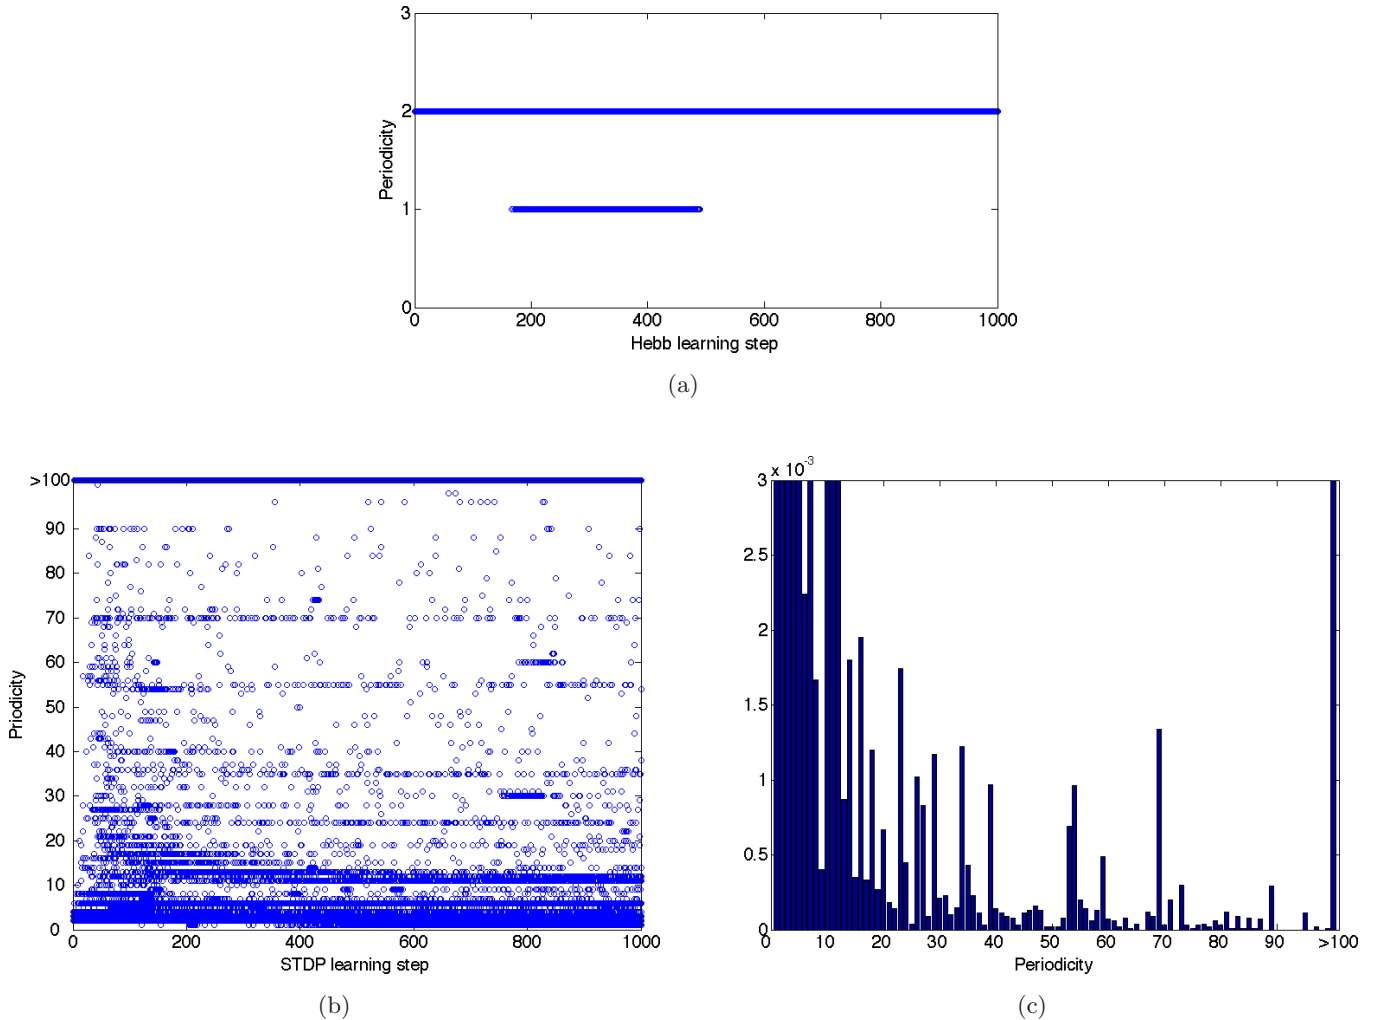 3
2
1
0
Periodicity
0 200 400 600 800 1000
Hebb learning step
(a)
>100
90
80
70
60
50
40
30
20
10
0
Priodicity
0 200 400 600 800 1000
STDP learning step
(b)
x 10-3
3
2.5
2
1.5
1
0.5
0
0 10 20 30 40 50 60 70 80 90 >100
Periodicity
(c)